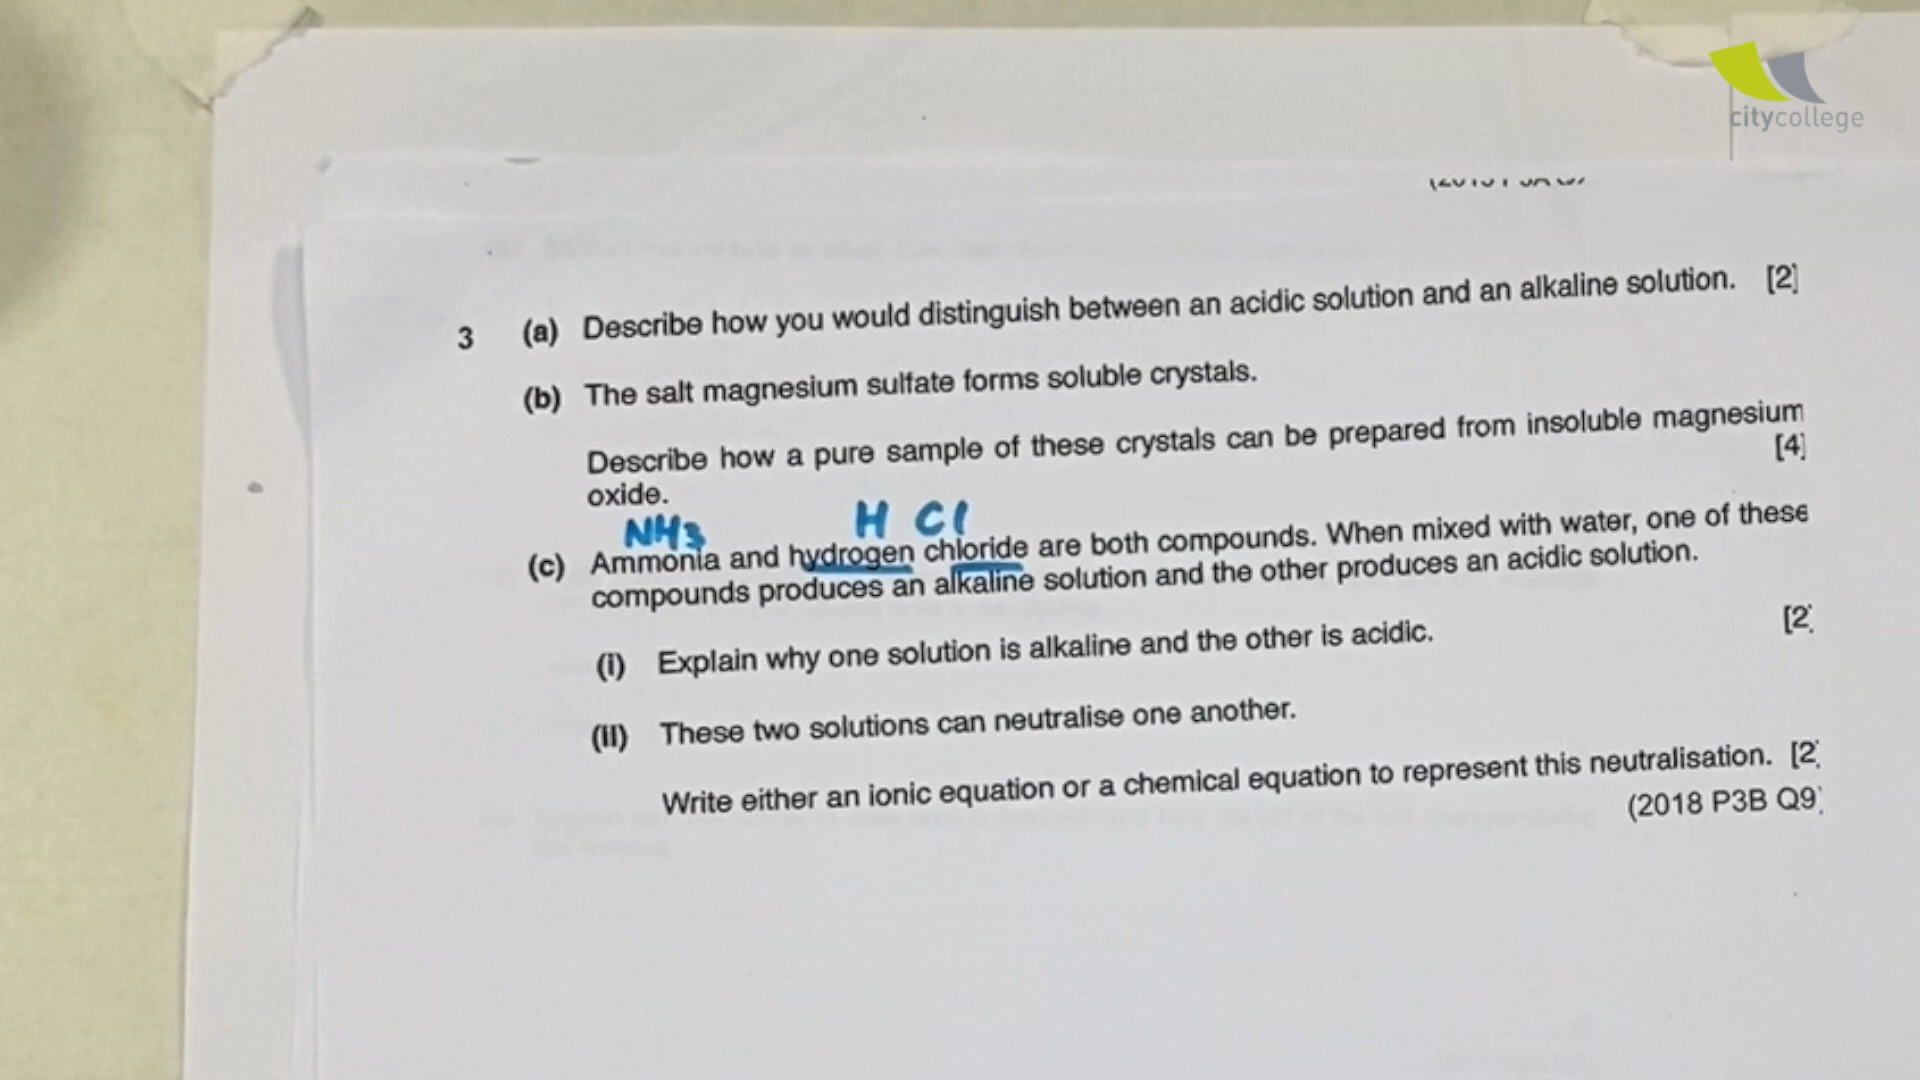 citycollege
3 (a) Describe how you would distinguish between an acidic solution and an alkaline solution. [2]
(b) The salt magnesium sulfate forms soluble crystals.
Describe how a pure sample of these crystals can be prepared from insoluble magnesium
oxide. [4]
NH3 H Cl
(c) Ammonia and hydrogen chloride are both compounds. When mixed with water, one of these
compounds produces an alkaline solution and the other produces an acidic solution.
(i) Explain why one solution is alkaline and the other is acidic. [2]
(ii) These two solutions can neutralise one another.
Write either an ionic equation or a chemical equation to represent this neutralisation. [2]
(2018 P3B Q9)